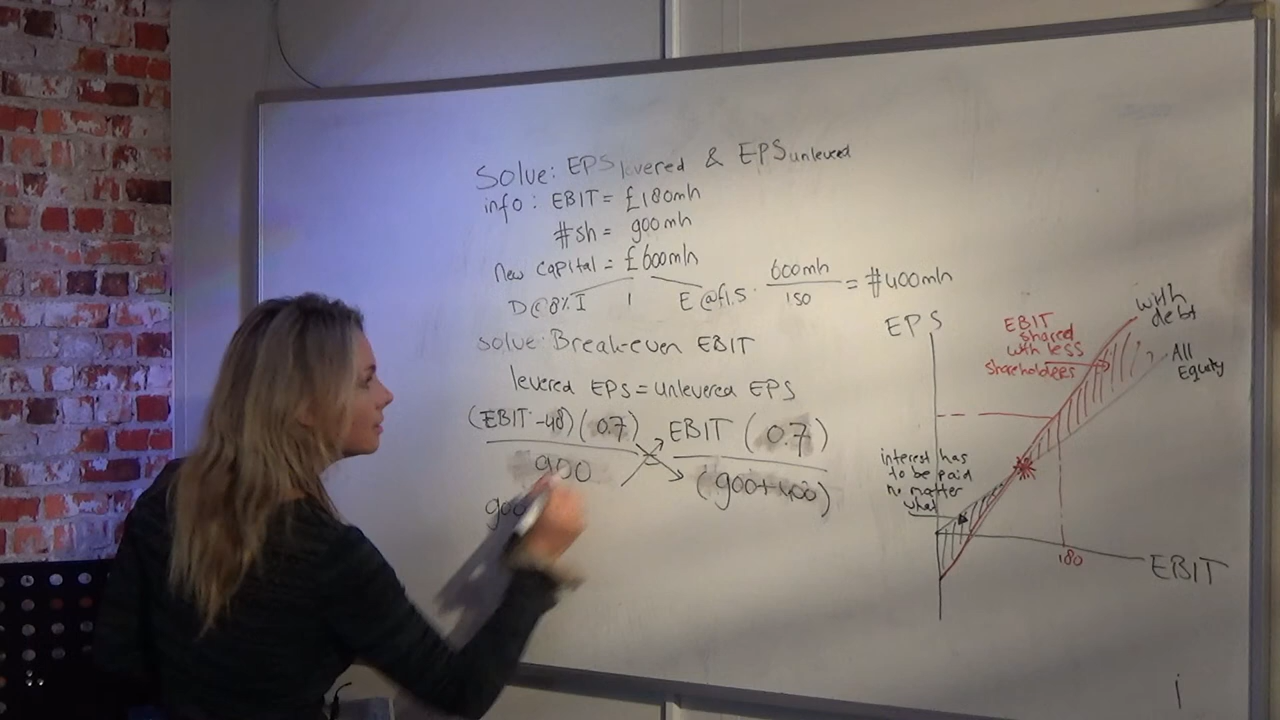 Solve: EPS levered & EPS unlevered
info: EBIT = £180mln
#sh = 900mln
New capital = £600mln
D@8% I E@£1.5 · 600mln / 150 = #400mln
solve: Break-even EBIT
levered EPS = unlevered EPS
(EBIT-48)(0.7) EBIT (0.7)
900 (900+400)
900
EPS
EBIT
shared
with less
shareholders
with
debt
All
Equity
interest has
to be paid
no matter
what
180
EBIT